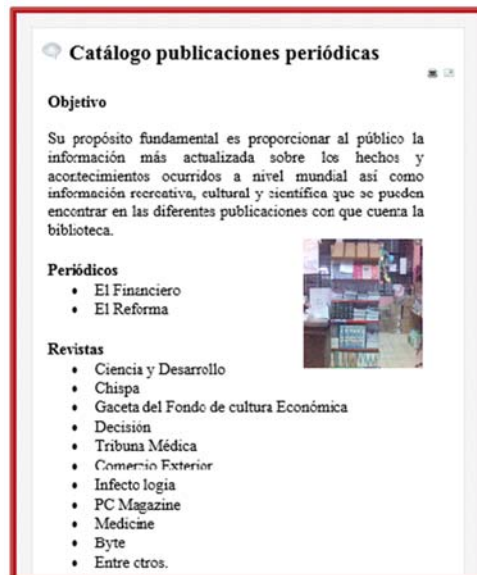 Catálogo publicaciones periódicas
Objetivo
Su propósito fundamental es proporcionar al público la
información más actualizada sobre los hechos y
acontecimientos ocurridos a nivel mundial así como
información recreativa, cultural y científica que se pueden
encontrar en las diferentes publicaciones con que cuenta la
biblioteca.
Periódicos
• El Financiero
• El Reforma
Revistas
• Ciencia y Desarrollo
• Chispa
• Gaceta del Fondo de cultura Económica
• Decisión
• Tribuna Médica
• Comercio Exterior
• Infecto logia
• PC Magazine
• Medicine
• Byte
• Entre otros.